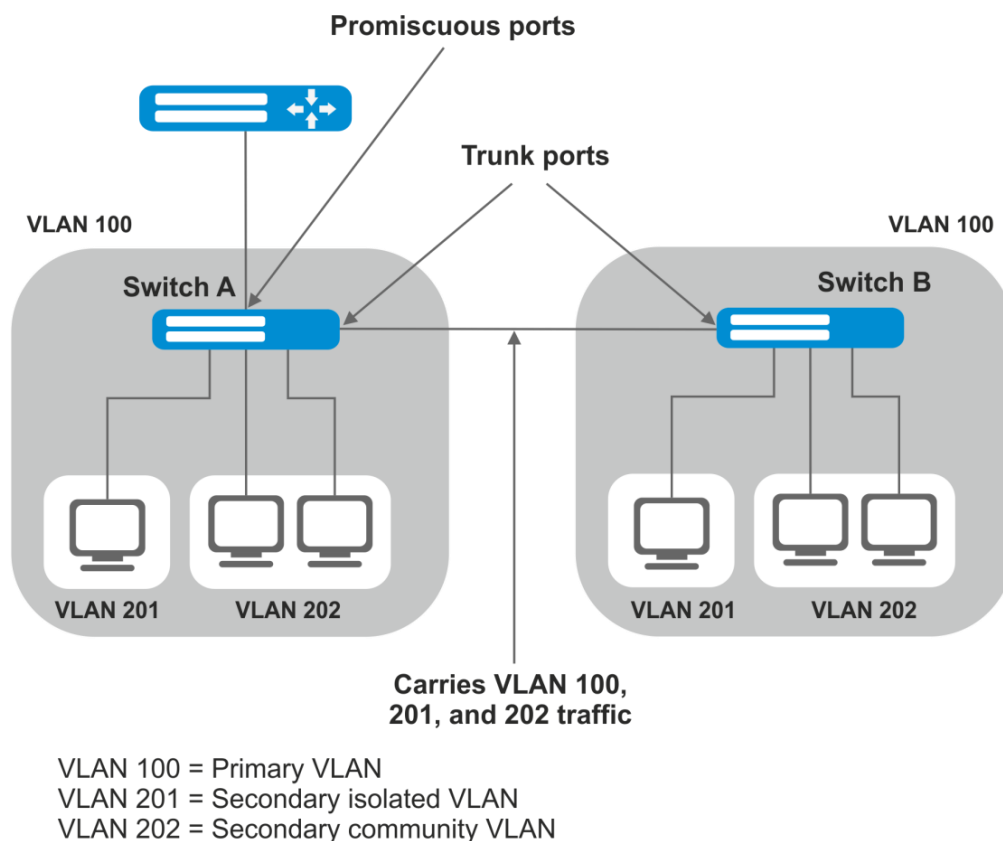 Promiscuous ports
Trunk ports
VLAN 100
VLAN 100
Switch A
Switch B
VLAN 201
VLAN 202
VLAN 201
VLAN 202
Carries VLAN 100,
201, and 202 traffic
VLAN 100 = Primary VLAN
VLAN 201 = Secondary isolated VLAN
VLAN 202 = Secondary community VLAN